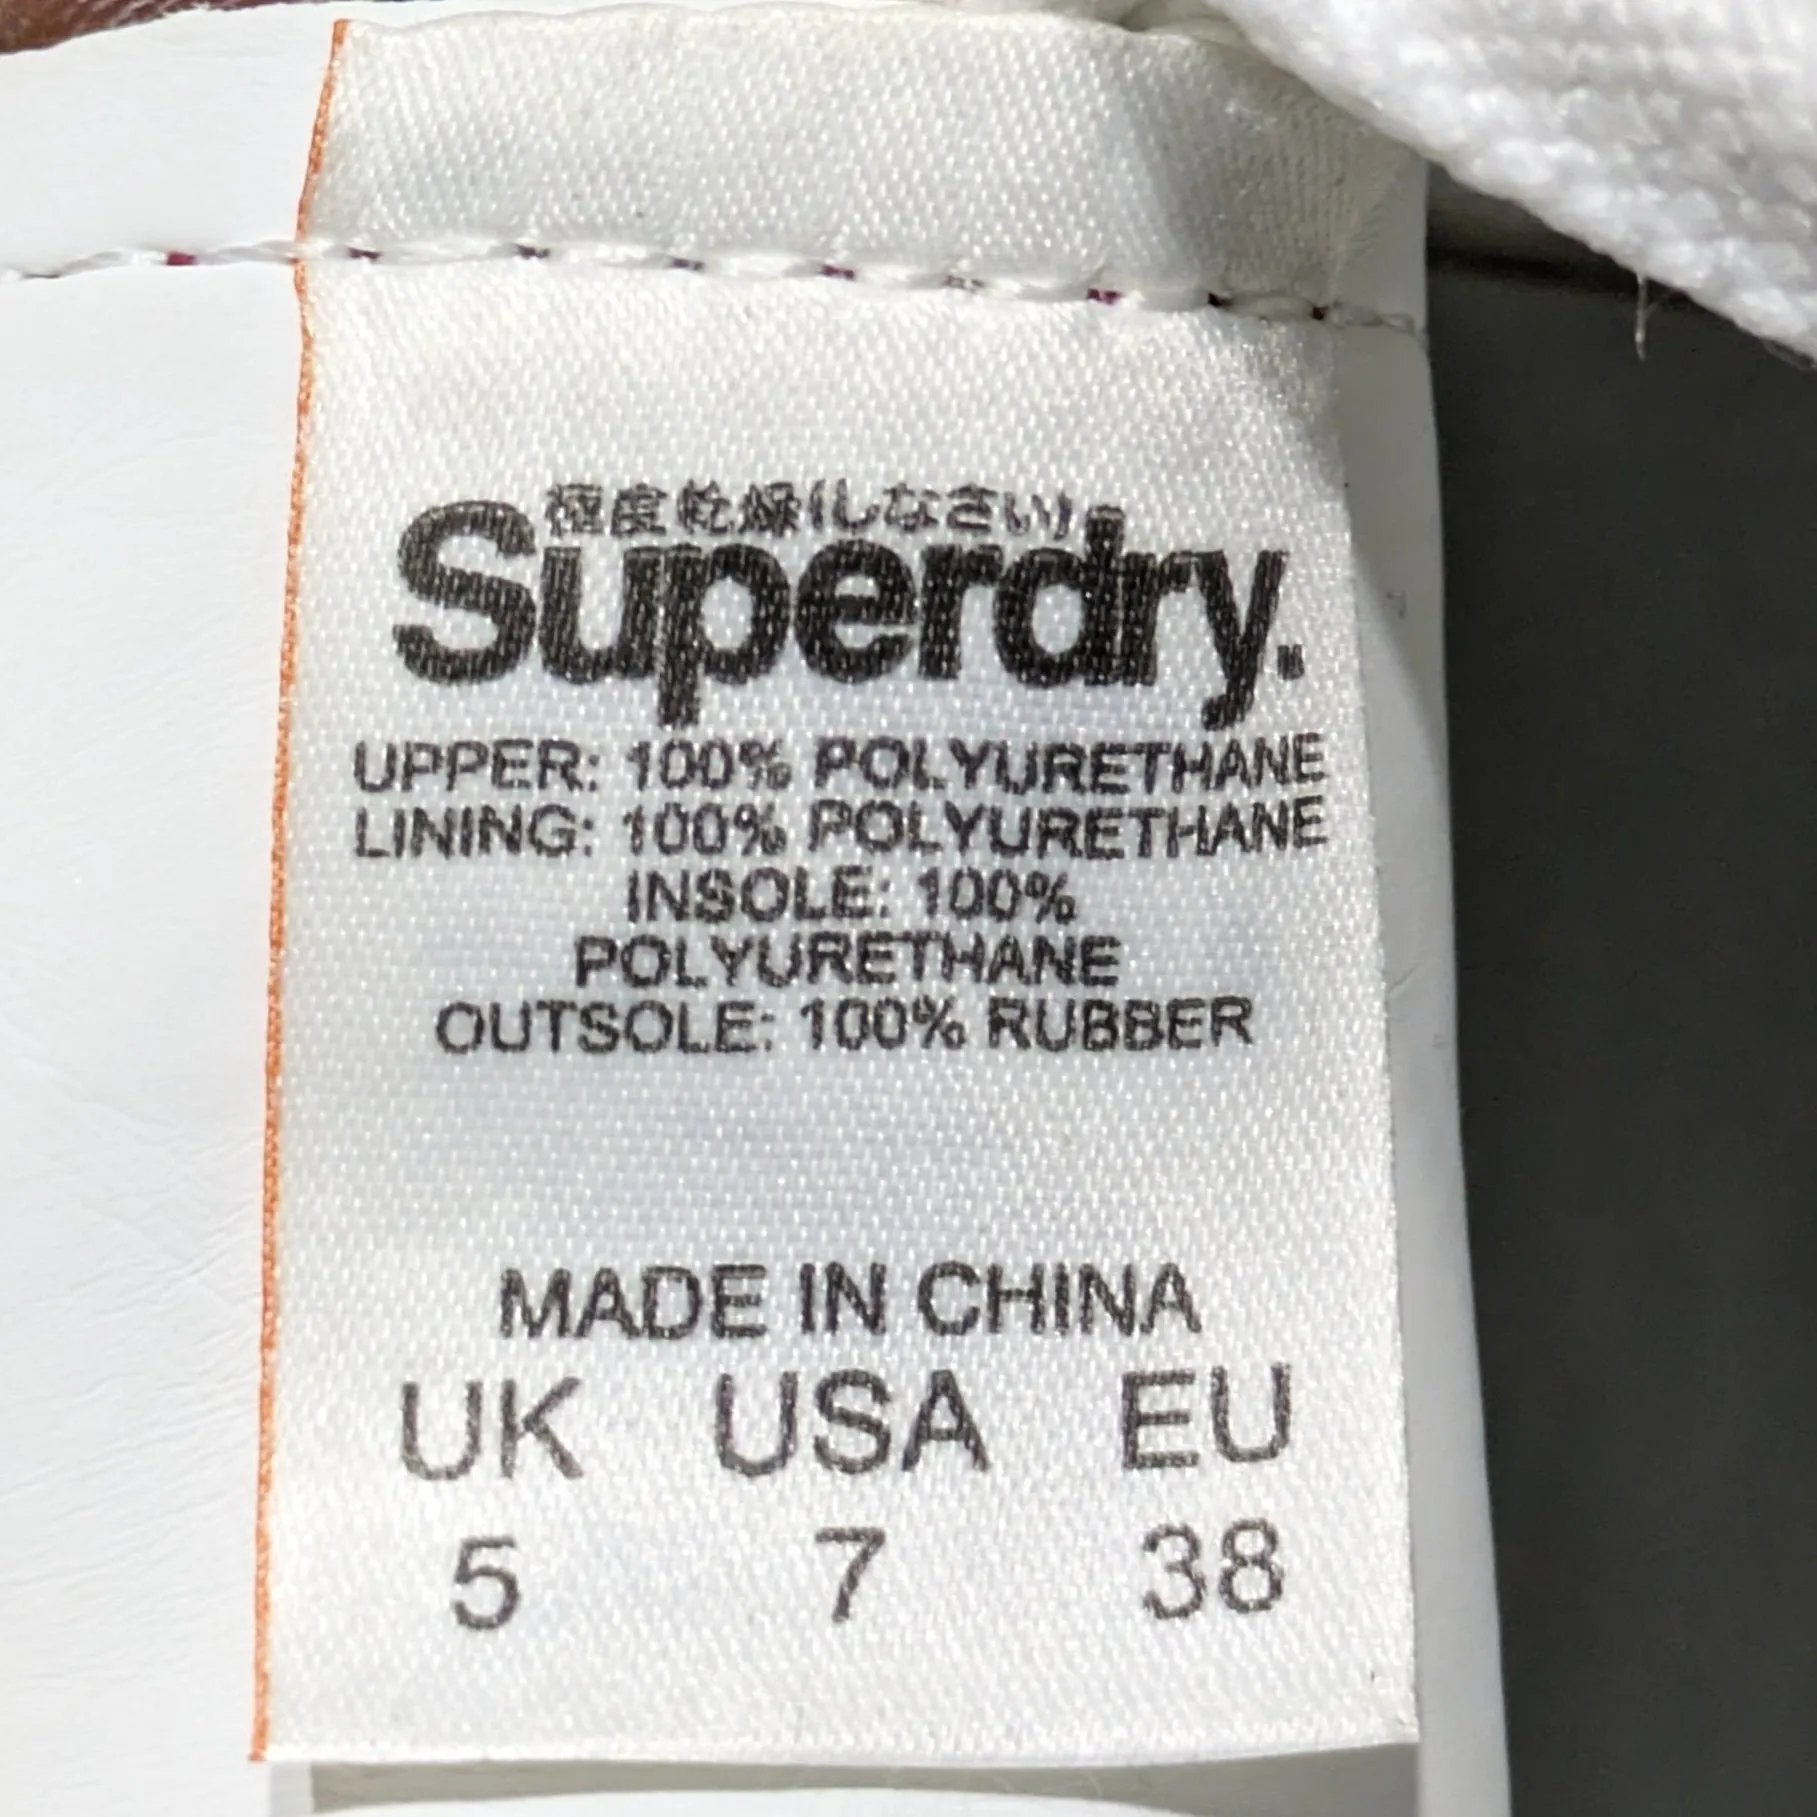 極度乾燥(しなさい)
Superdry.
UPPER: 100% POLYURETHANE
LINING: 100% POLYURETHANE
INSOLE: 100%
POLYURETHANE
OUTSOLE: 100% RUBBER
MADE IN CHINA
UK USA EU
5 7 38